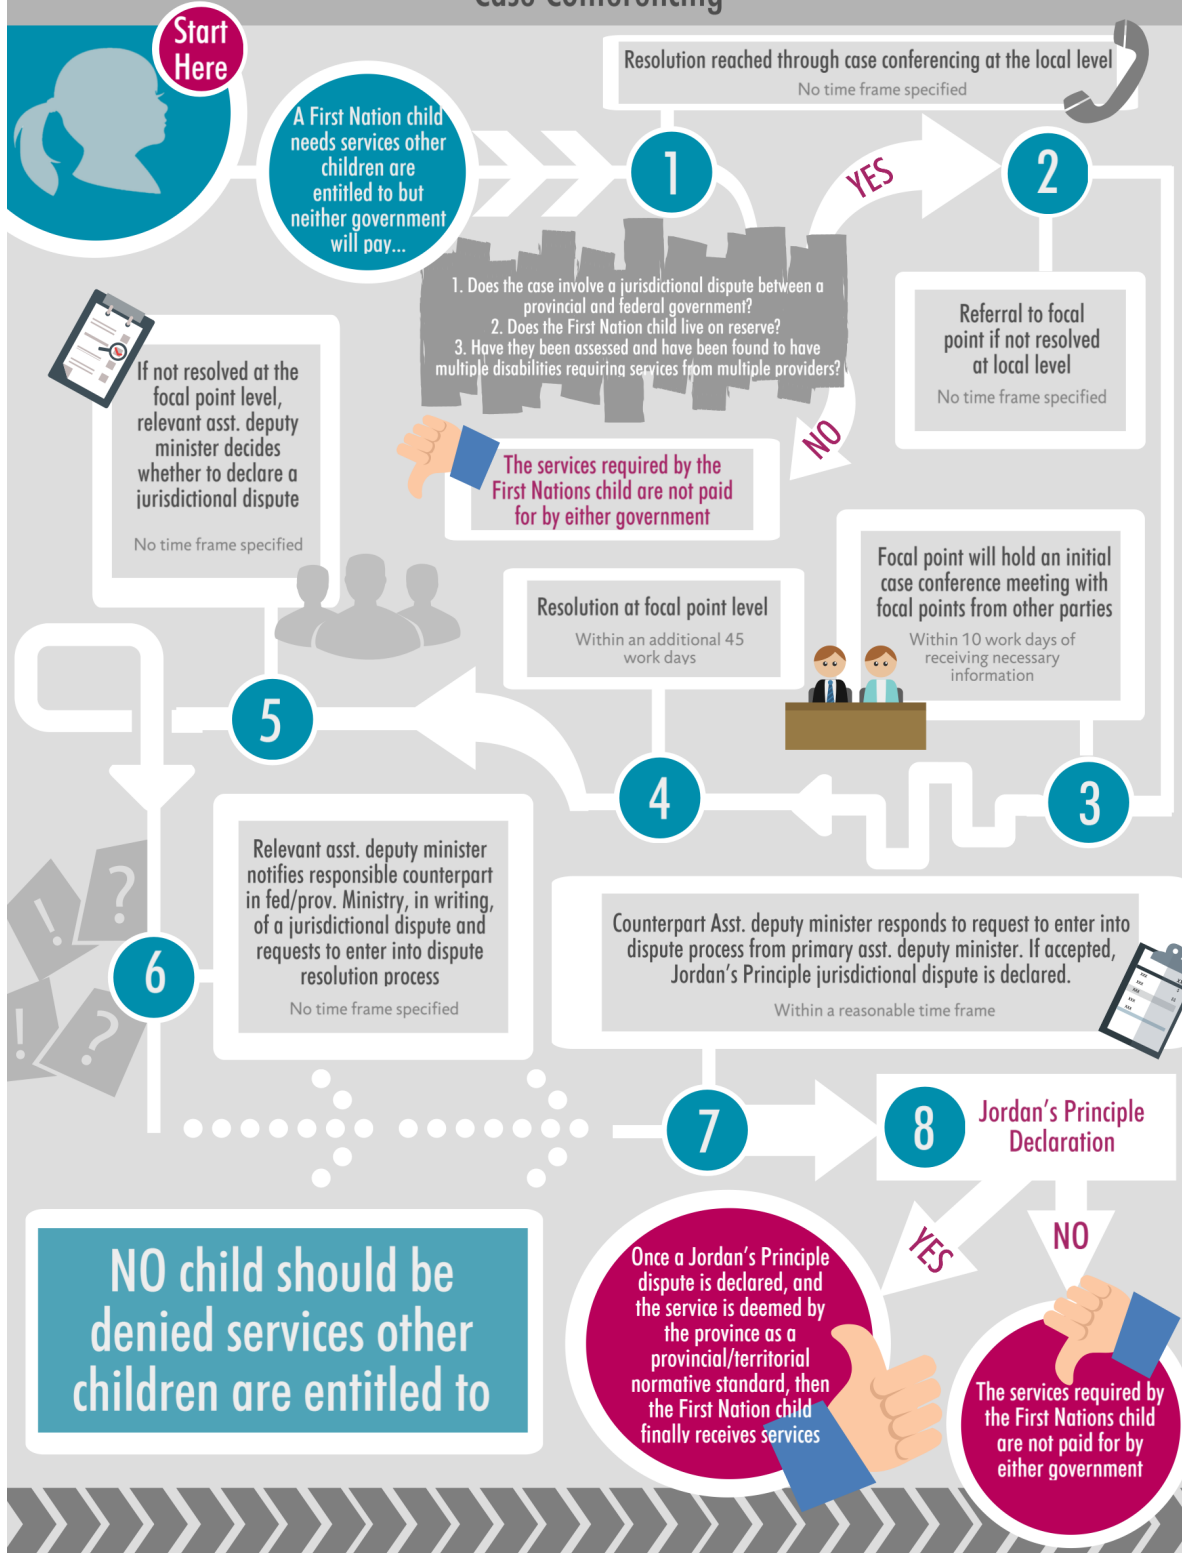 Case Conferencing
Start
Here
A First Nation child
needs services other
children are
entitled to but
neither government
will pay...
Resolution reached through case conferencing at the local level
No time frame specified
1
YES
2
1. Does the case involve a jurisdictional dispute between a
provincial and federal government?
2. Does the First Nation child live on reserve?
3. Have they been assessed and have been found to have
multiple disabilities requiring services from multiple providers?
NO
The services required by the
First Nations child are not paid
for by either government
Referral to focal
point if not resolved
at local level
No time frame specified
Focal point will hold an initial
case conference meeting with
focal points from other parties
Within 10 work days of
receiving necessary
information
3
Resolution at focal point level
Within an additional 45
work days
4
If not resolved at the
focal point level,
relevant asst. deputy
minister decides
whether to declare a
jurisdictional dispute
No time frame specified
5
Relevant asst. deputy minister
notifies responsible counterpart
in fed/prov. Ministry, in writing,
of a jurisdictional dispute and
requests to enter into dispute
resolution process
No time frame specified
6
! ?
! ?
Counterpart Asst. deputy minister responds to request to enter into
dispute process from primary asst. deputy minister. If accepted,
Jordan's Principle jurisdictional dispute is declared.
Within a reasonable time frame
7
8
Jordan's Principle
Declaration
YES
NO
Once a Jordan's Principle
dispute is declared, and
the service is deemed by
the province as a
provincial/territorial
normative standard, then
the First Nation child
finally receives services
The services required by
the First Nations child
are not paid for by
either government
NO child should be
denied services other
children are entitled to